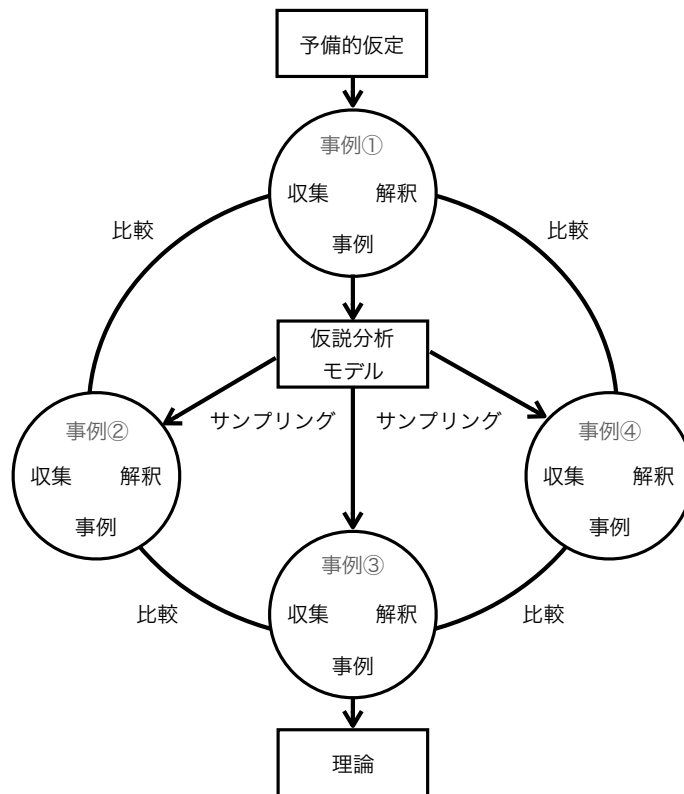 予備的仮定
事例①
収集 解釈
事例
比較
比較
仮説分析
モデル
サンプリング サンプリング
事例②
収集 解釈
事例
事例④
収集 解釈
事例
事例③
収集 解釈
事例
比較
比較
理論